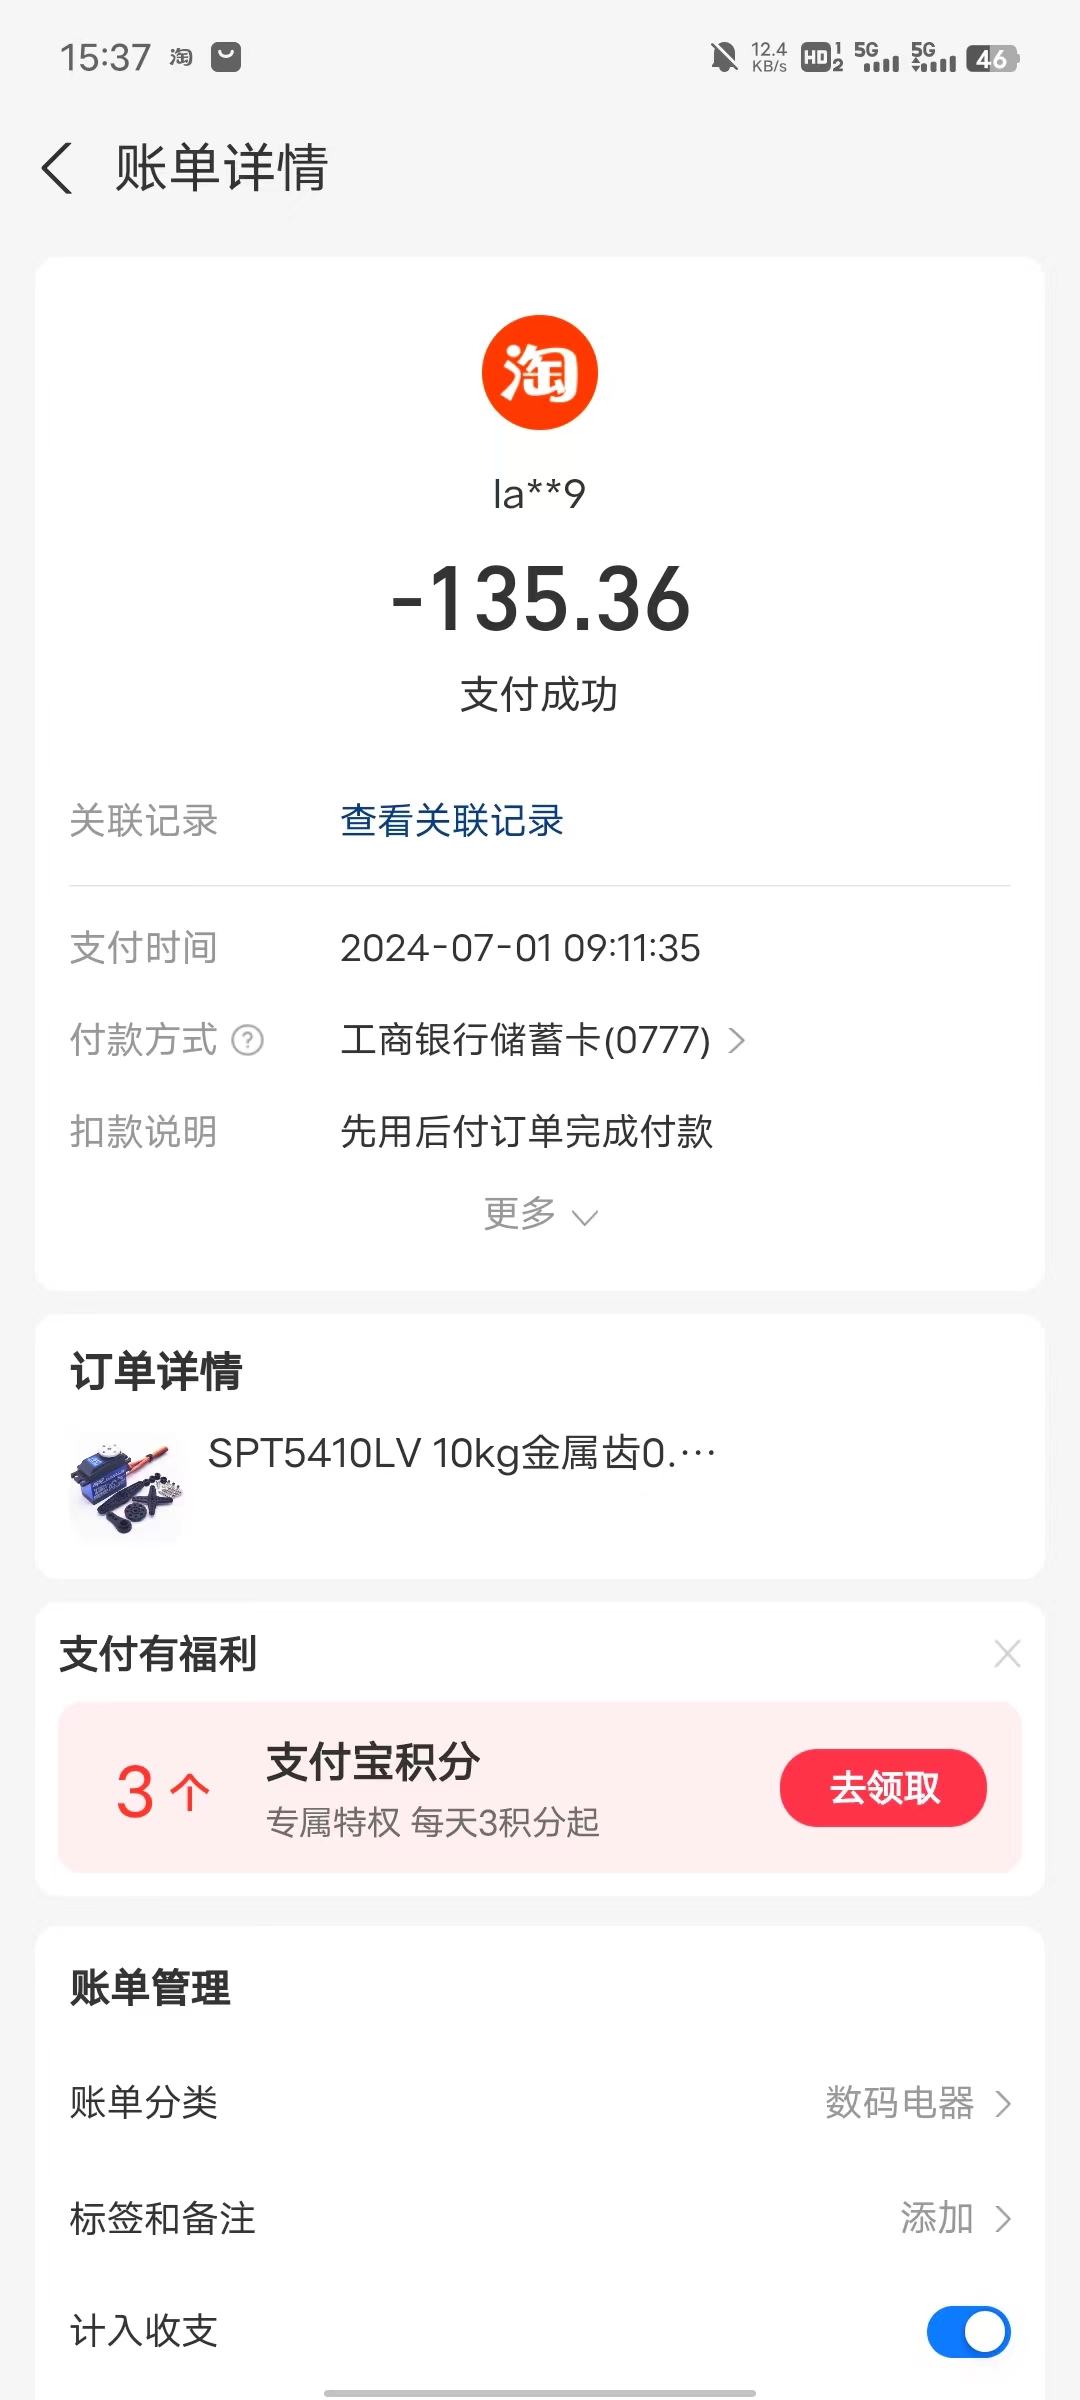 15:37 淘 12.4 KB/s HD 1 2 5G 5G 46
账单详情
淘
la**9
-135.36
支付成功
关联记录 查看关联记录
支付时间 2024-07-01 09:11:35
付款方式 ? 工商银行储蓄卡(0777)
扣款说明 先用后付订单完成付款
更多
订单详情
SPT5410LV 10kg金属齿0.…
支付有福利
3个 支付宝积分 去领取
专属特权 每天3积分起
账单管理
账单分类 数码电器
标签和备注 添加
计入收支